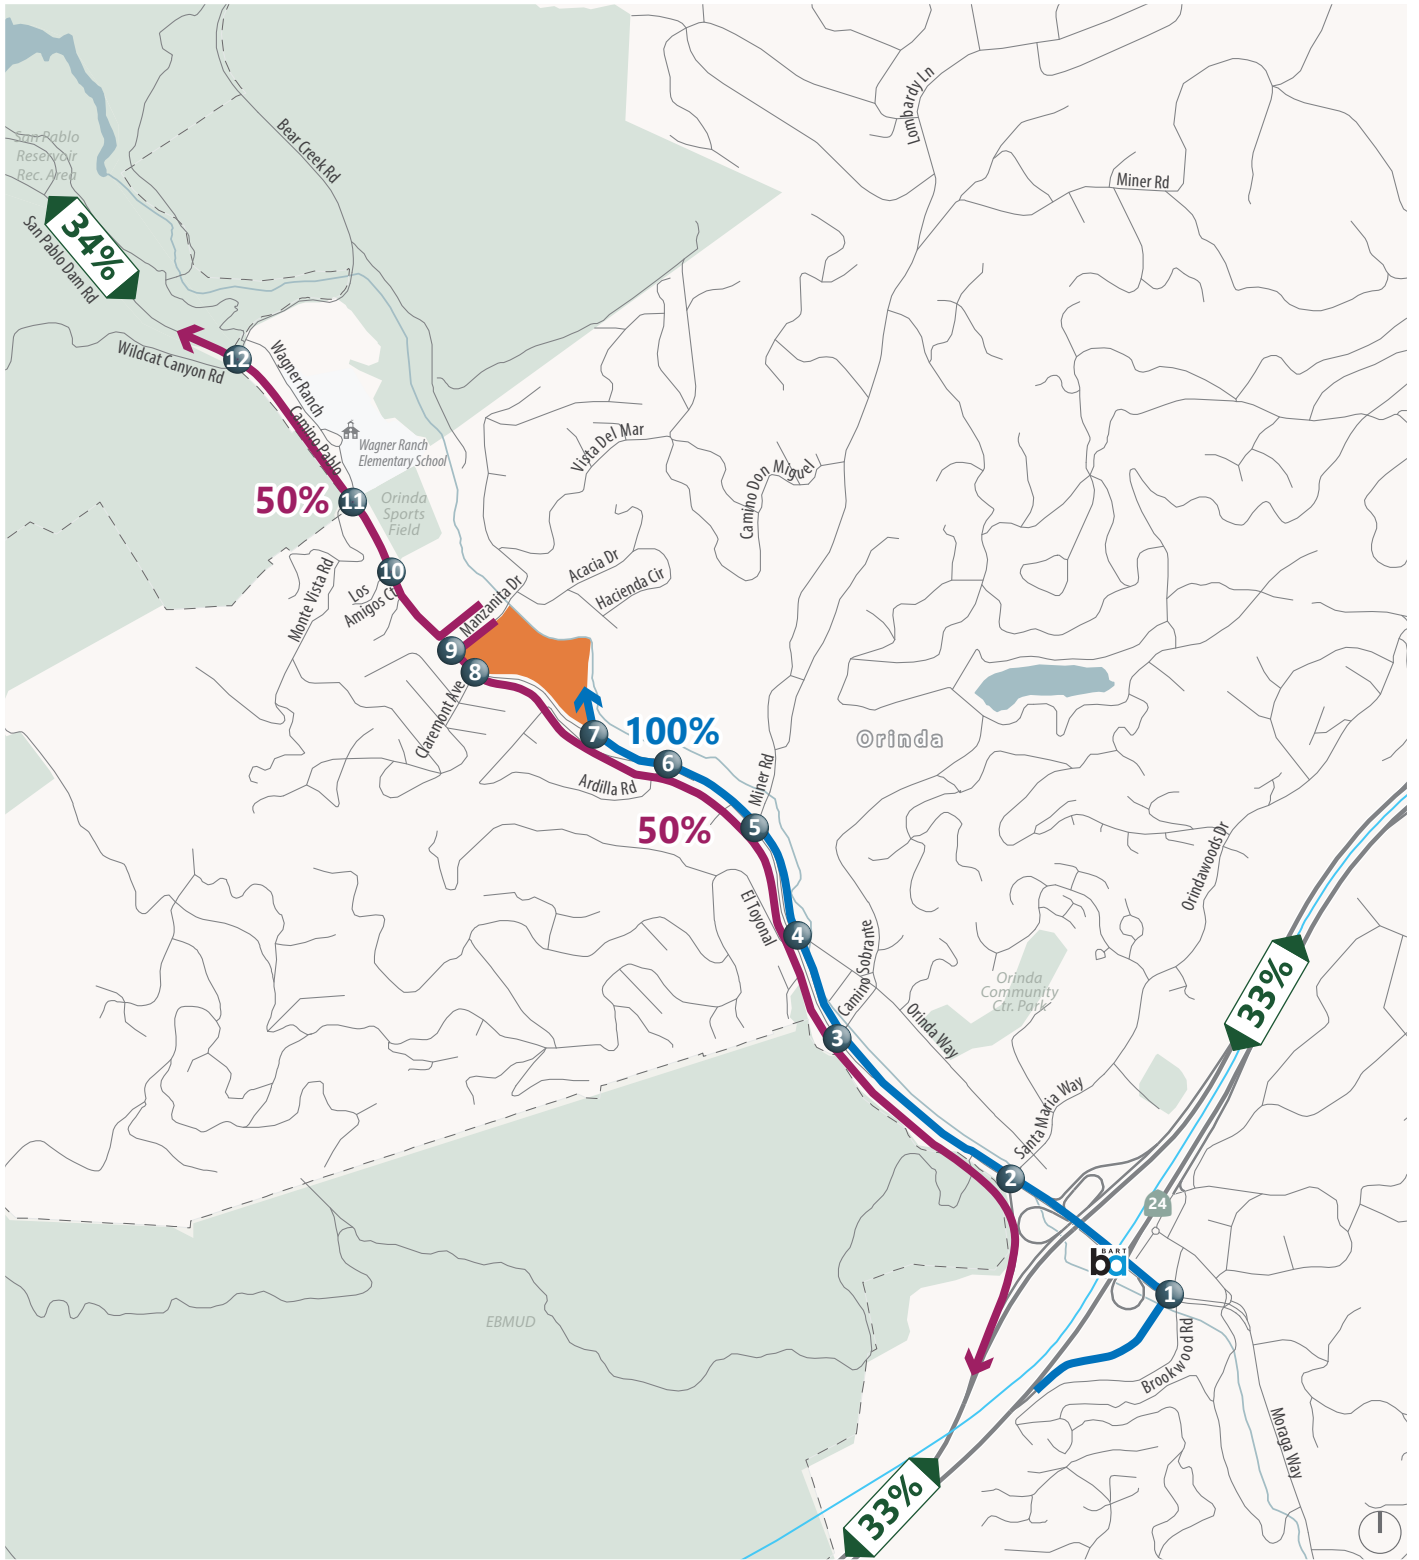 Lombardy Ln
Bear Creek Rd
San Pablo
Reservoir
Rec. Area
Miner Rd
34%
San Pablo Dam Rd
12
Wildcat Canyon Rd
Wagner Ranch
Camino Pablo
Wagner Ranch
Elementary School
Vista Del Mar
Camino Don Miguel
50%
11
Orinda
Sports
Field
10
Acacia Dr
Hacienda Cir
Monte Vista Rd
Los
Amigos Ct
Manzanita Dr
9
8
Claremont Ave
7
100%
6
Orinda
Ardilla Rd
Miner Rd
50%
5
Orindawoods Dr
El Toyonal
4
Camino Sobrante
33%
Orinda
Community
Ctr. Park
3
Orinda Way
Santa Maria Way
2
24
BART
ba
1
EBMUD
Brookwood Rd
Moraga Way
33%